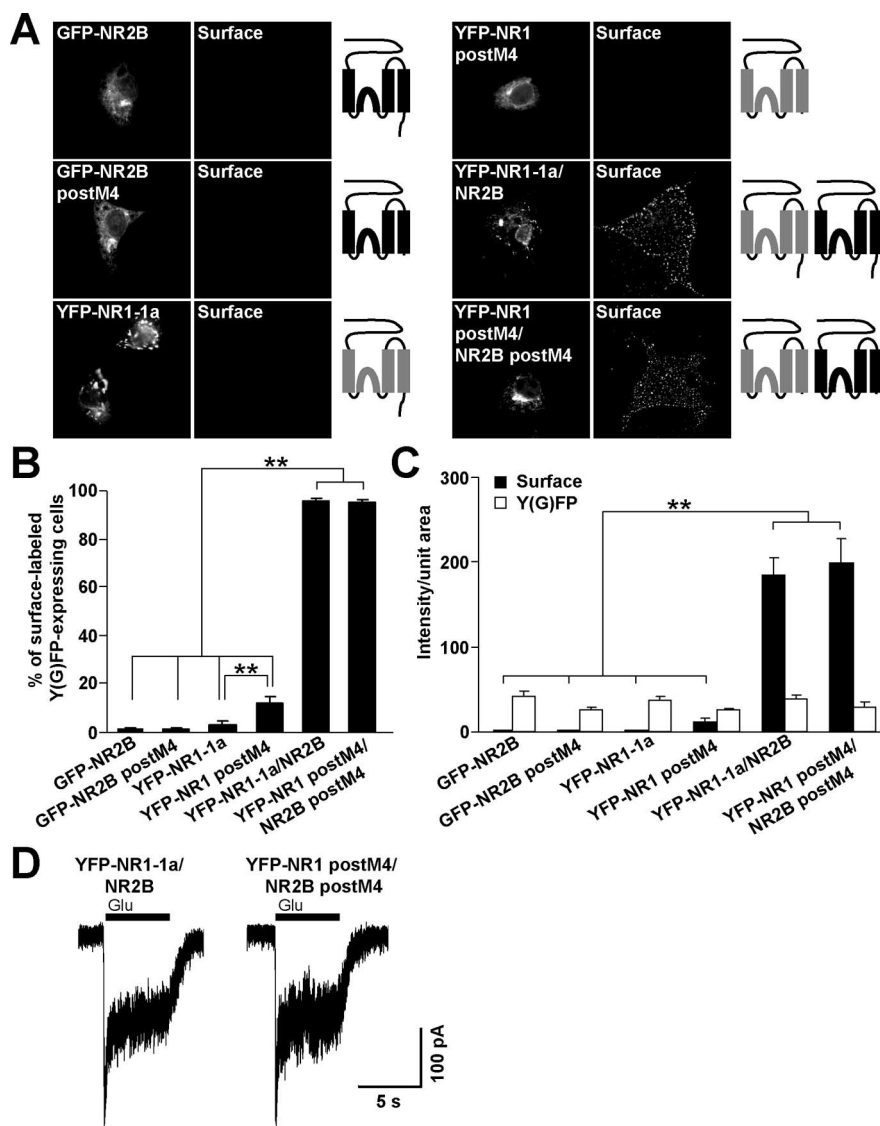 A
GFP-NR2B
Surface
GFP-NR2B
postM4
Surface
YFP-NR1-1a
Surface
YFP-NR1
postM4
Surface
YFP-NR1-1a/
NR2B
Surface
YFP-NR1
postM4/
NR2B postM4
Surface
B
% of surface-labeled
Y(G)FP-expressing cells
100
80
60
40
20
0
**
**
GFP-NR2B
GFP-NR2B postM4
YFP-NR1-1a
YFP-NR1 postM4
YFP-NR1-1a/NR2B
YFP-NR1 postM4/
NR2B postM4
C
Intensity/unit area
300
200
100
0
Surface
Y(G)FP
**
GFP-NR2B
GFP-NR2B postM4
YFP-NR1-1a
YFP-NR1 postM4
YFP-NR1-1a/NR2B
YFP-NR1 postM4/
NR2B postM4
D
YFP-NR1-1a/
NR2B
Glu
YFP-NR1 postM4/
NR2B postM4
Glu
100 pA
5 s